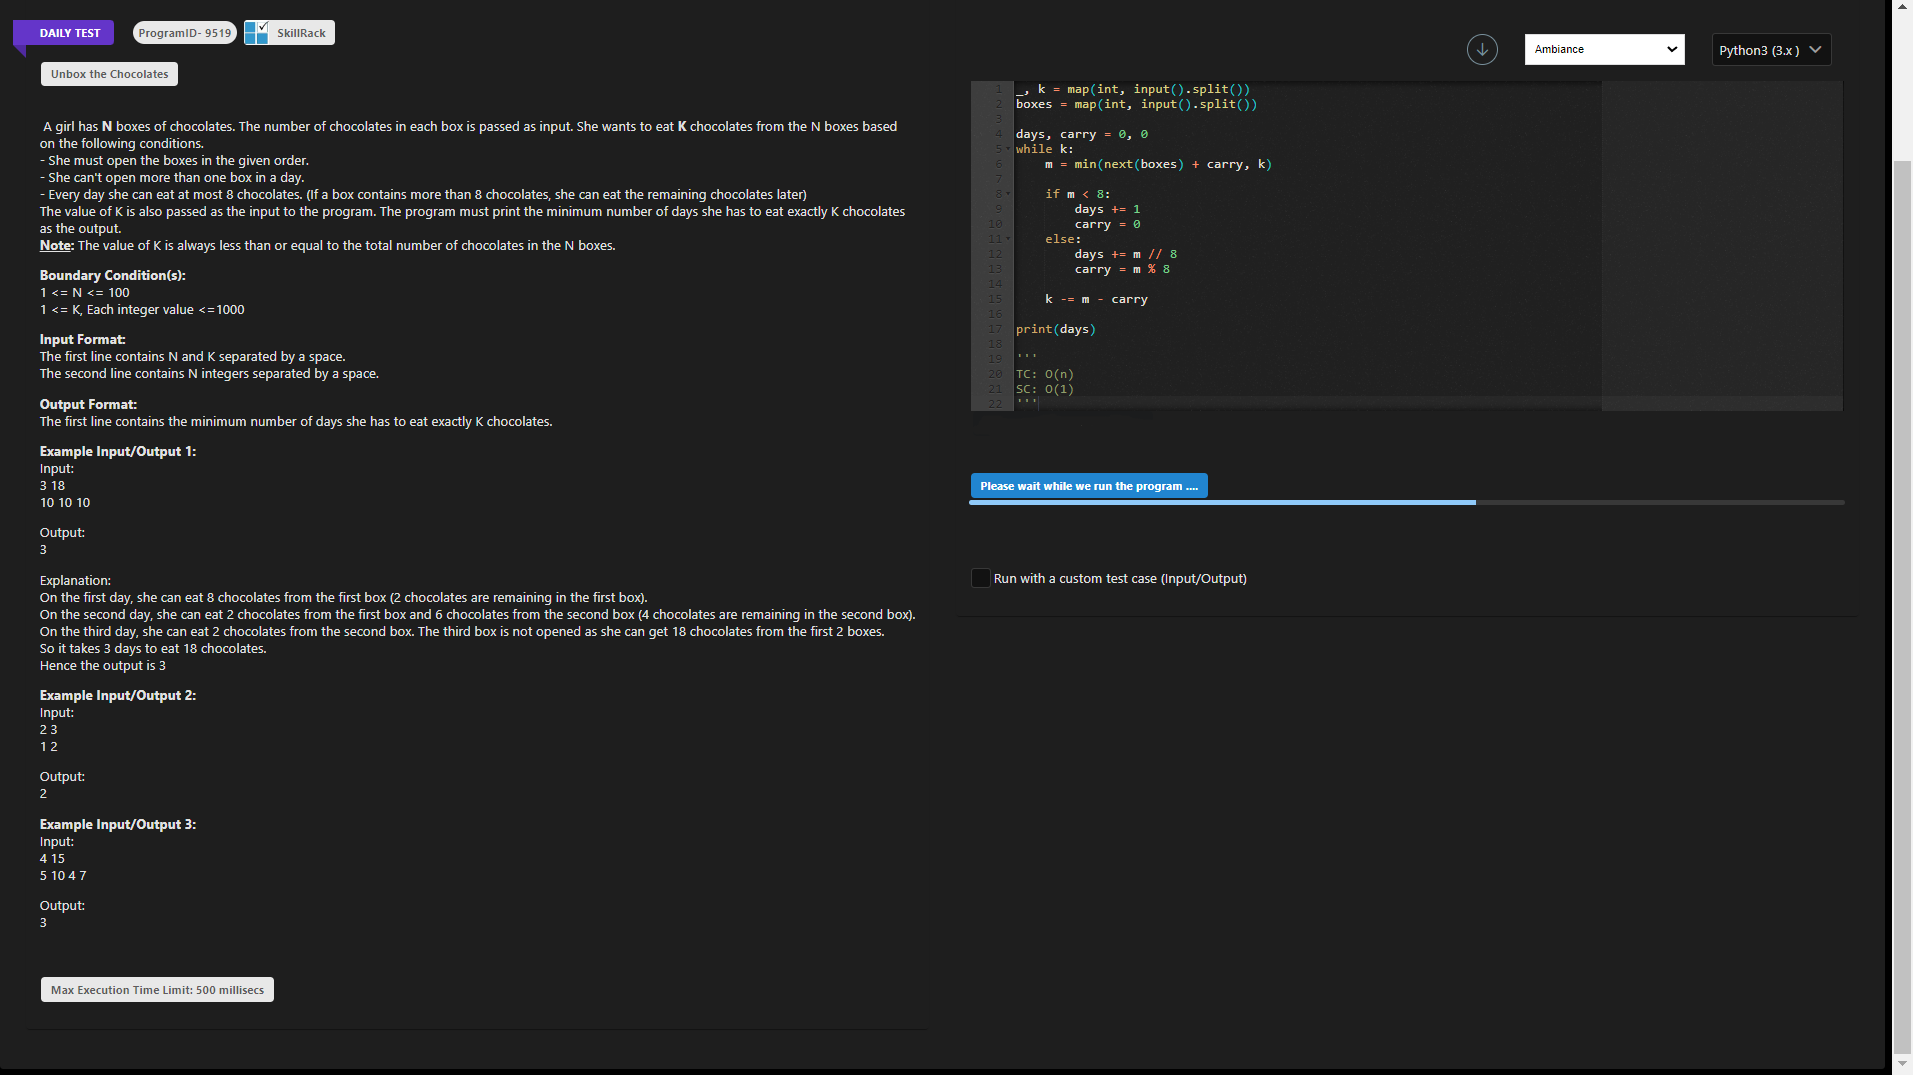 DAILY TEST
ProgramID- 9519
SkillRack
Unbox the Chocolates
A girl has N boxes of chocolates. The number of chocolates in each box is passed as input. She wants to eat K chocolates from the N boxes based
on the following conditions.
- She must open the boxes in the given order.
- She can't open more than one box in a day.
- Every day she can eat at most 8 chocolates. (If a box contains more than 8 chocolates, she can eat the remaining chocolates later)
The value of K is also passed as the input to the program. The program must print the minimum number of days she has to eat exactly K chocolates
as the output.
Note: The value of K is always less than or equal to the total number of chocolates in the N boxes.
Boundary Condition(s):
1 <= N <= 100
1 <= K, Each integer value <=1000
Input Format:
The first line contains N and K separated by a space.
The second line contains N integers separated by a space.
Output Format:
The first line contains the minimum number of days she has to eat exactly K chocolates.
Example Input/Output 1:
Input:
3 18
10 10 10
Output:
3
Explanation:
On the first day, she can eat 8 chocolates from the first box (2 chocolates are remaining in the first box).
On the second day, she can eat 2 chocolates from the first box and 6 chocolates from the second box (4 chocolates are remaining in the second box).
On the third day, she can eat 2 chocolates from the second box. The third box is not opened as she can get 18 chocolates from the first 2 boxes.
So it takes 3 days to eat 18 chocolates.
Hence the output is 3
Example Input/Output 2:
Input:
2 3
1 2
Output:
2
Example Input/Output 3:
Input:
4 15
5 10 4 7
Output:
3
Max Execution Time Limit: 500 millisecs
Ambiance
Python3 (3.x)
1 _, k = map(int, input().split())
2 boxes = map(int, input().split())
3
4 days, carry = 0, 0
5 while k:
6     m = min(next(boxes) + carry, k)
7
8     if m < 8:
9         days += 1
10         carry = 0
11     else:
12         days += m // 8
13         carry = m % 8
14
15     k -= m - carry
16
17 print(days)
18
19 '''
20 TC: O(n)
21 SC: O(1)
22 '''
Please wait while we run the program ....
Run with a custom test case (Input/Output)